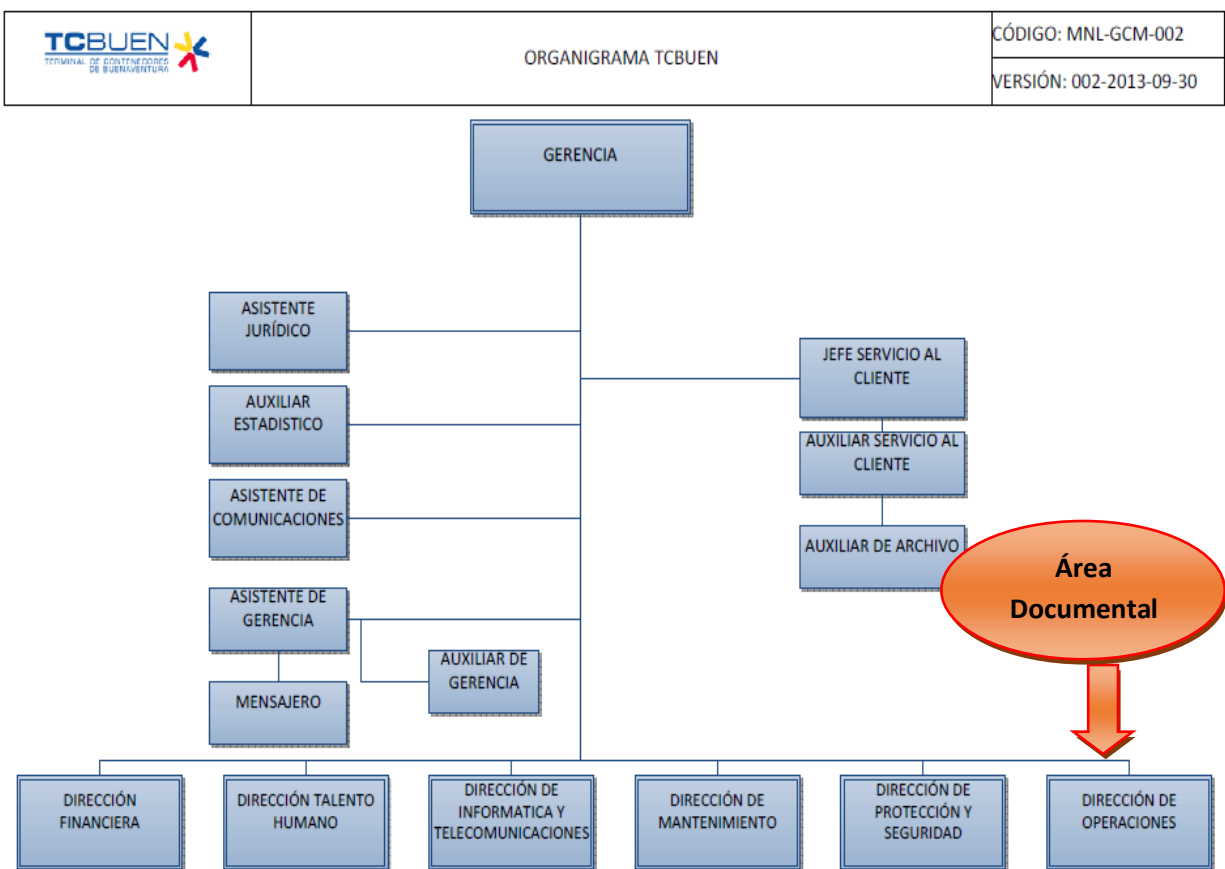 TCBUEN
TERMINAL DE CONTENEDORES
DE BUENAVENTURA
ORGANIGRAMA TCBUEN
CÓDIGO: MNL-GCM-002
VERSIÓN: 002-2013-09-30
GERENCIA
ASISTENTE
JURÍDICO
JEFE SERVICIO AL
CLIENTE
AUXILIAR
ESTADISTICO
AUXILIAR SERVICIO AL
CLIENTE
ASISTENTE DE
COMUNICACIONES
AUXILIAR DE ARCHIVO
Área
Documental
ASISTENTE DE
GERENCIA
AUXILIAR DE
GERENCIA
MENSAJERO
DIRECCIÓN
FINANCIERA
DIRECCIÓN TALENTO
HUMANO
DIRECCIÓN DE
INFORMATICA Y
TELECOMUNICACIONES
DIRECCIÓN DE
MANTENIMIENTO
DIRECCIÓN DE
PROTECCIÓN Y
SEGURIDAD
DIRECCIÓN DE
OPERACIONES